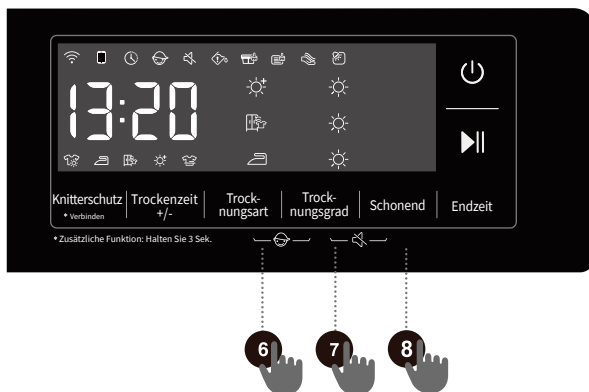 13:20
Knitterschutz
* Verbinden
Trockenzeit
+/-
Trock-
nungsart
Trock-
nungsgrad
Schonend
Endzeit
* Zusätzliche Funktion: Halten Sie 3 Sek.
6
7
8